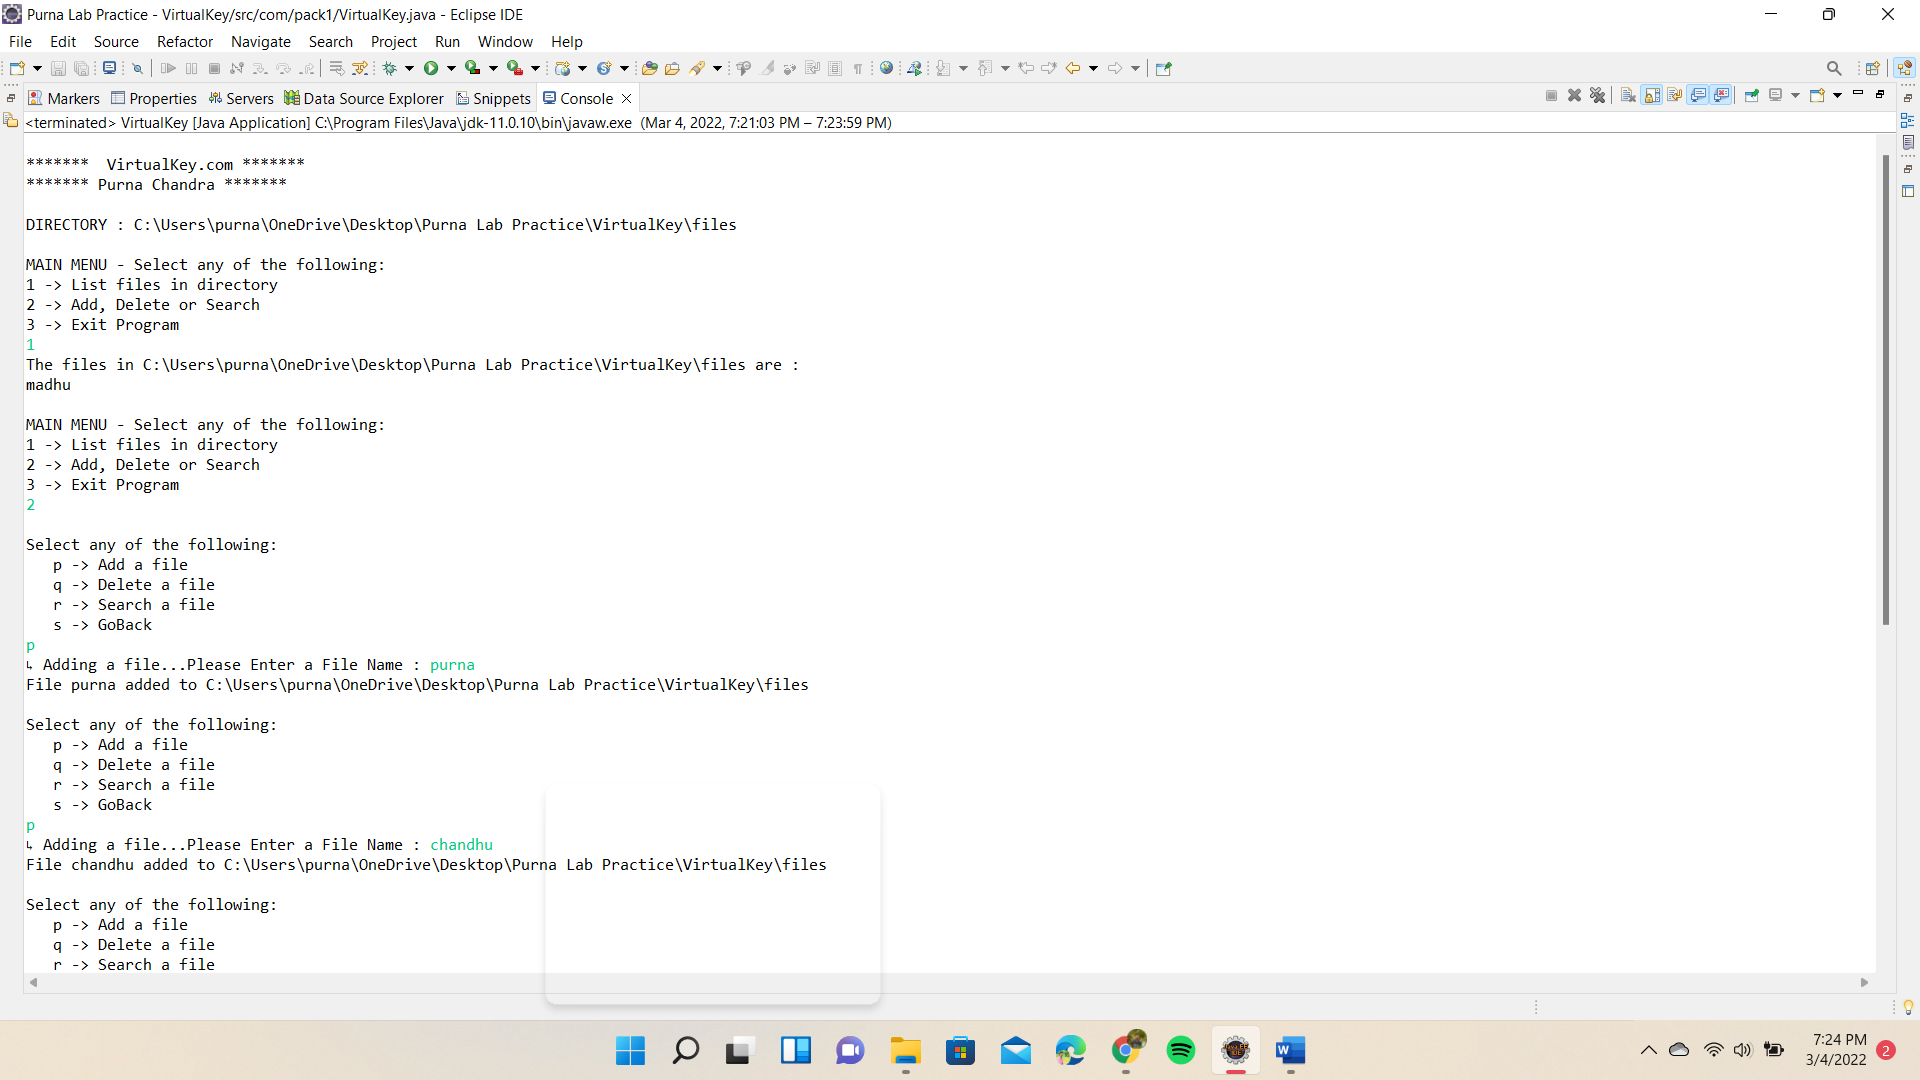 Purna Lab Practice - VirtualKey/src/com/pack1/VirtualKey.java - Eclipse IDE
File Edit Source Refactor Navigate Search Project Run Window Help
Markers Properties Servers Data Source Explorer Snippets Console
<terminated> VirtualKey [Java Application] C:\Program Files\Java\jdk-11.0.10\bin\javaw.exe (Mar 4, 2022, 7:21:03 PM – 7:23:59 PM)
******* VirtualKey.com *******
******* Purna Chandra *******
DIRECTORY : C:\Users\purna\OneDrive\Desktop\Purna Lab Practice\VirtualKey\files
MAIN MENU - Select any of the following:
1 -> List files in directory
2 -> Add, Delete or Search
3 -> Exit Program
1
The files in C:\Users\purna\OneDrive\Desktop\Purna Lab Practice\VirtualKey\files are :
madhu
MAIN MENU - Select any of the following:
1 -> List files in directory
2 -> Add, Delete or Search
3 -> Exit Program
2
Select any of the following:
p -> Add a file
q -> Delete a file
r -> Search a file
s -> GoBack
p
↳ Adding a file...Please Enter a File Name : purna
File purna added to C:\Users\purna\OneDrive\Desktop\Purna Lab Practice\VirtualKey\files
Select any of the following:
p -> Add a file
q -> Delete a file
r -> Search a file
s -> GoBack
p
↳ Adding a file...Please Enter a File Name : chandhu
File chandhu added to C:\Users\purna\OneDrive\Desktop\Purna Lab Practice\VirtualKey\files
Select any of the following:
p -> Add a file
q -> Delete a file
r -> Search a file
7:24 PM
3/4/2022
2